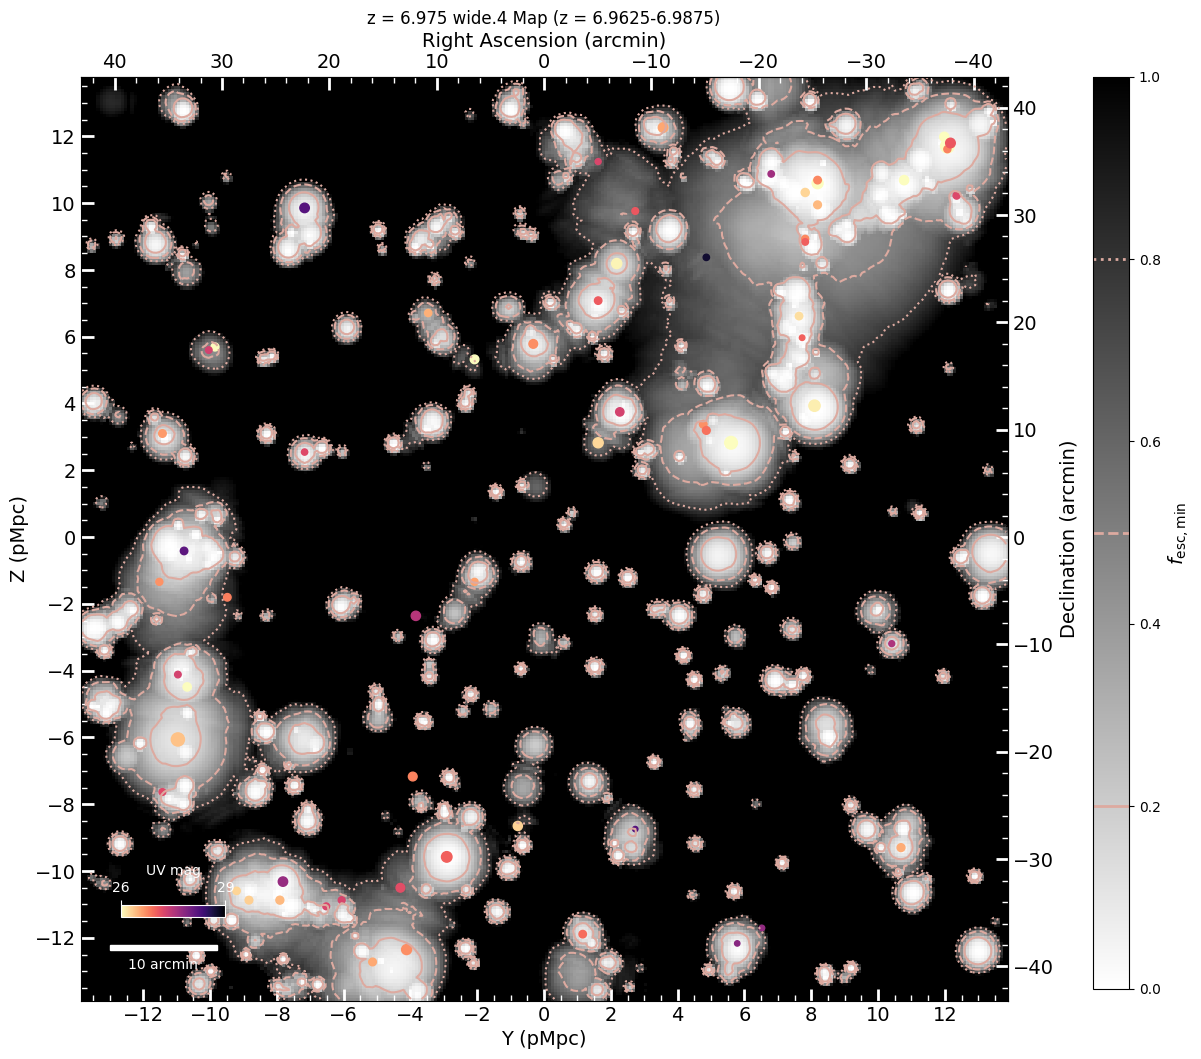 z = 6.975 wide.4 Map (z = 6.9625-6.9875)
Right Ascension (arcmin)
40 30 20 10 0 −10 −20 −30 −40
12
10
8
6
4
2
0
−2
−4
−6
−8
−10
−12
Z (pMpc)
40
30
20
10
0
−10
−20
−30
−40
Declination (arcmin)
UV mag
26 29
10 arcmin
−12 −10 −8 −6 −4 −2 0 2 4 6 8 10 12
Y (pMpc)
1.0
0.8
0.6
0.4
0.2
0.0
fesc, min